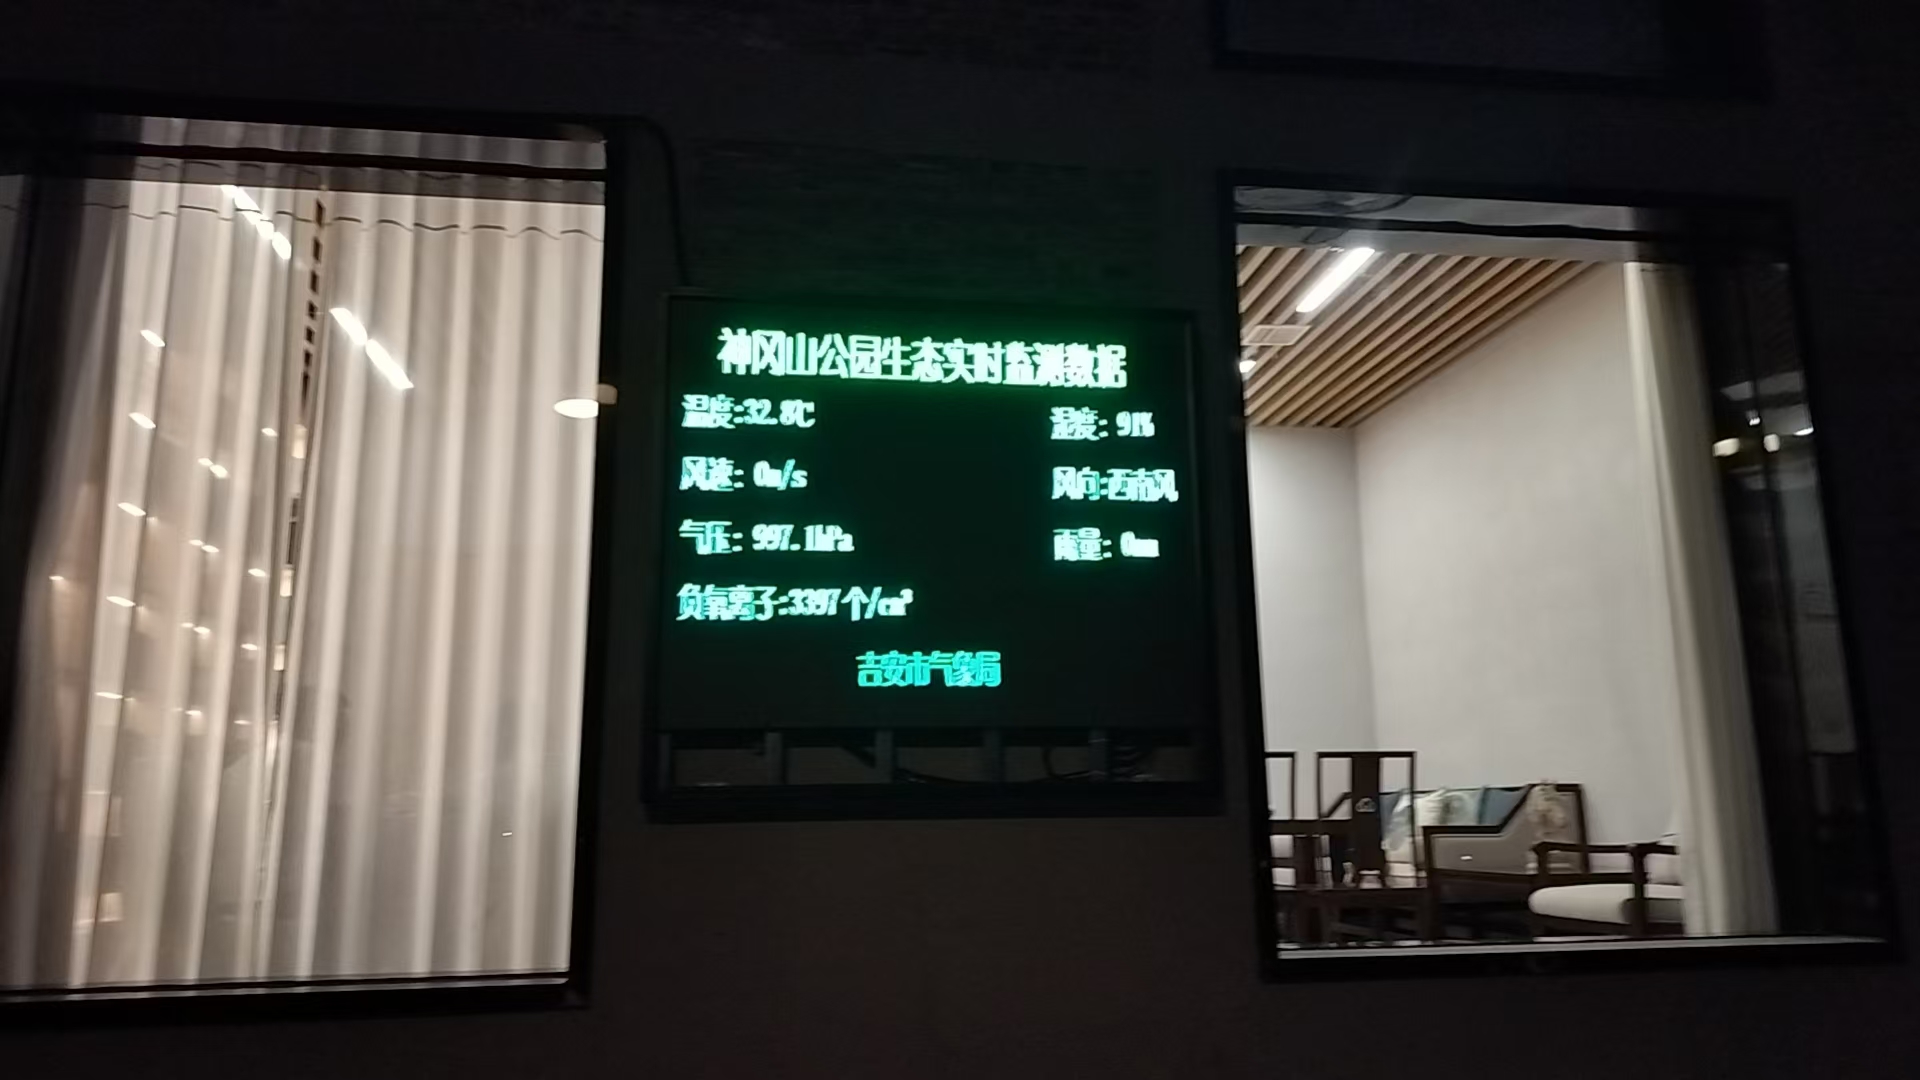 神冈山公园生态实时监测数据
温度:32.8℃ 湿度: 91%
风速: 0m/s 风向:西南风
气压: 997.1hPa 雨量: 0mm
负氧离子:3397个/cm³
吉安市气象局